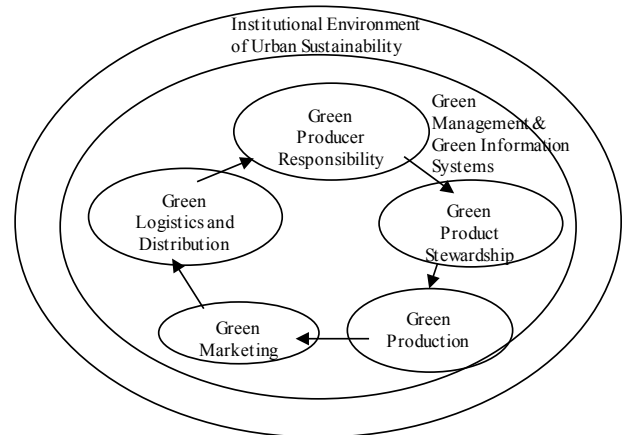 Institutional Environment
of Urban Sustainability
Green
Producer
Responsibility
Green
Management &
Green Information
Systems
Green
Logistics and
Distribution
Green
Product
Stewardship
Green
Marketing
Green
Production